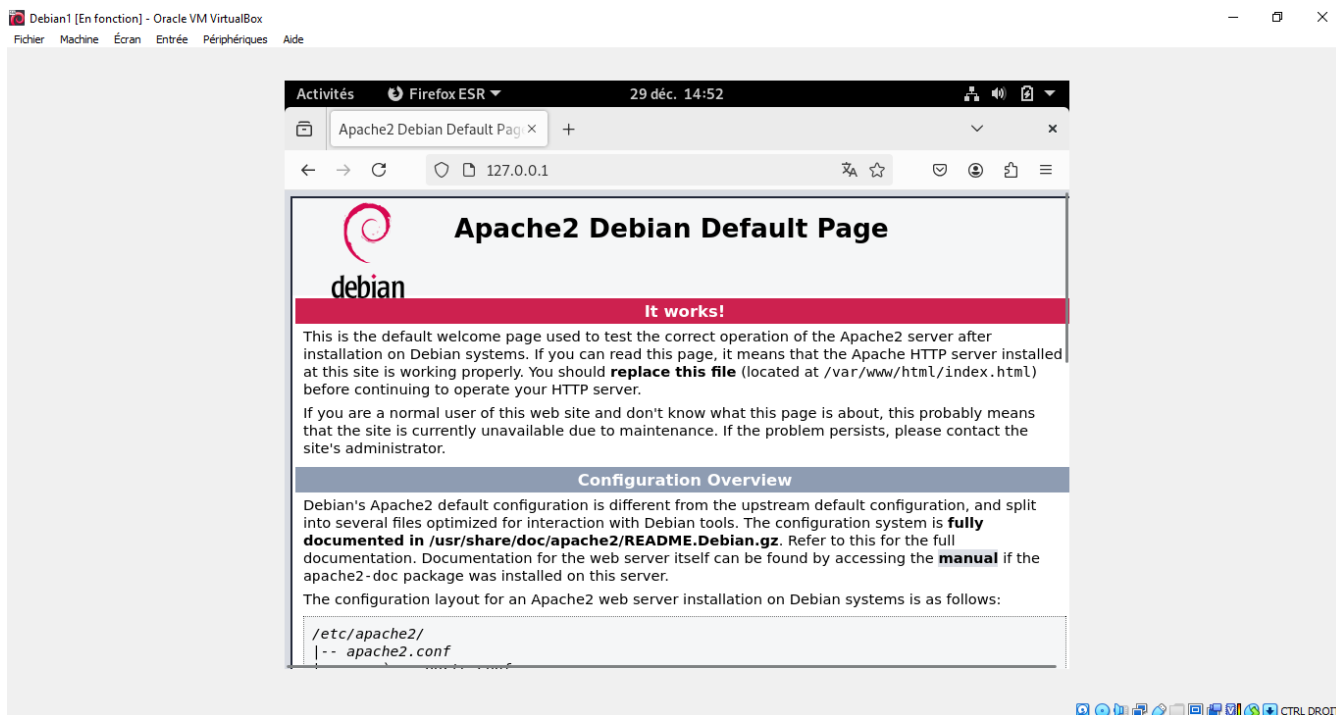 Debian1 [En fonction] - Oracle VM VirtualBox
Fichier Machine Écran Entrée Périphériques Aide
Activités Firefox ESR 29 déc. 14:52
Apache2 Debian Default Pag
127.0.0.1
debian
Apache2 Debian Default Page
It works!
This is the default welcome page used to test the correct operation of the Apache2 server after
installation on Debian systems. If you can read this page, it means that the Apache HTTP server installed
at this site is working properly. You should replace this file (located at /var/www/html/index.html)
before continuing to operate your HTTP server.
If you are a normal user of this web site and don't know what this page is about, this probably means
that the site is currently unavailable due to maintenance. If the problem persists, please contact the
site's administrator.
Configuration Overview
Debian's Apache2 default configuration is different from the upstream default configuration, and split
into several files optimized for interaction with Debian tools. The configuration system is fully
documented in /usr/share/doc/apache2/README.Debian.gz. Refer to this for the full
documentation. Documentation for the web server itself can be found by accessing the manual if the
apache2-doc package was installed on this server.
The configuration layout for an Apache2 web server installation on Debian systems is as follows:
/etc/apache2/
|-- apache2.conf
CTRL DROIT